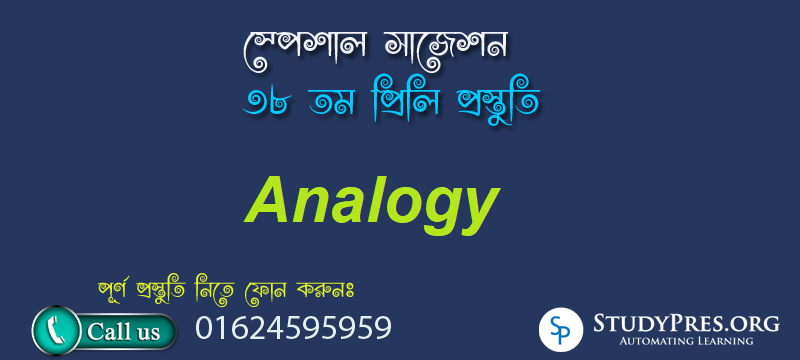 স্পেশাল সাজেশন
৩৮ তম প্রিলি প্রস্তুতি
Analogy
পূর্ণ প্রস্তুতি নিতে ফোন করুনঃ
Call us 01624595959
SP STUDYPRES.ORG
AUTOMATING LEARNING